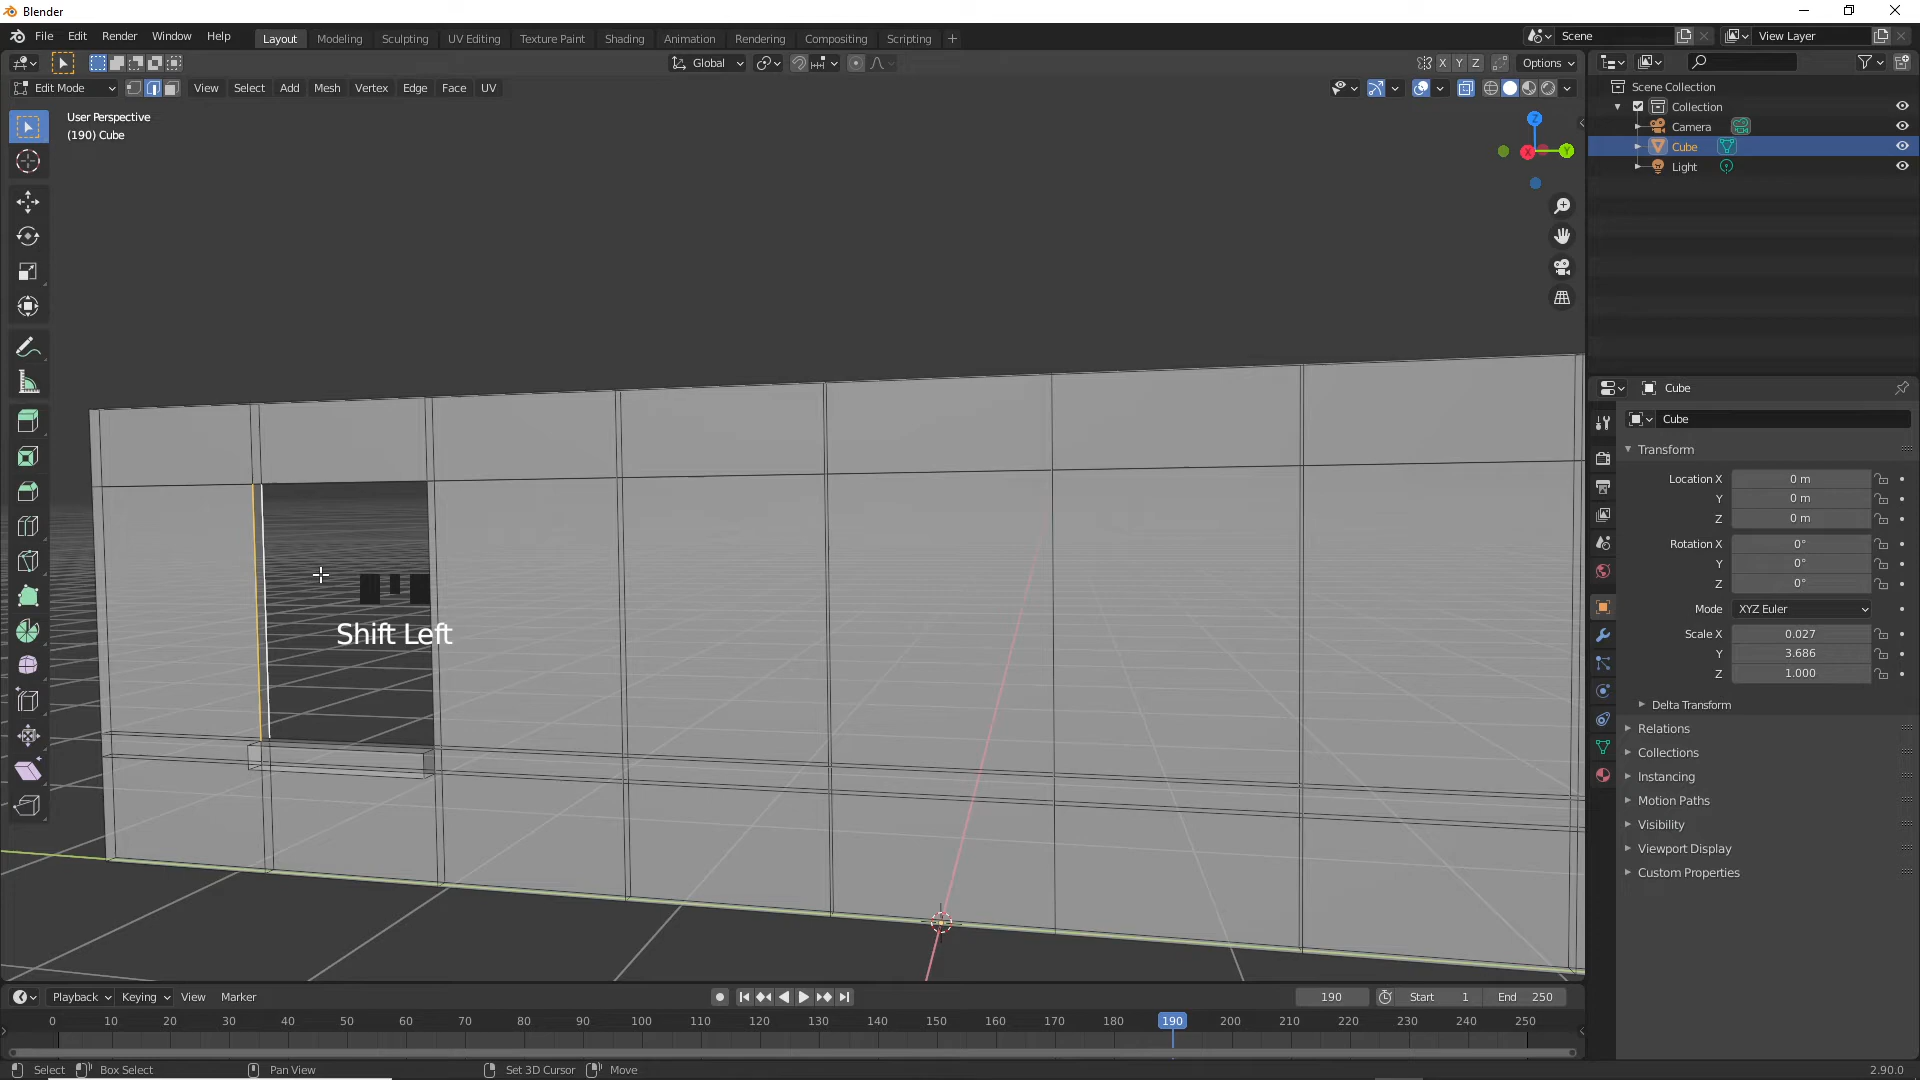 Blender
File Edit Render Window Help Layout Modeling Sculpting UV Editing Texture Paint Shading Animation Rendering Compositing Scripting Scene View Layer
Global X Y Z Options
Edit Mode View Select Add Mesh Vertex Edge Face UV
User Perspective
(190) Cube
Z
Y
X
Shift Left
Scene Collection
Collection
Camera
Cube
Light
Cube
Cube
Transform
Location X 0 m
Y 0 m
Z 0 m
Rotation X 0°
Y 0°
Z 0°
Mode XYZ Euler
Scale X 0.027
Y 3.686
Z 1.000
Delta Transform
Relations
Collections
Instancing
Motion Paths
Visibility
Viewport Display
Custom Properties
Playback Keying View Marker 190 Start 1 End 250
0 10 20 30 40 50 60 70 80 90 100 110 120 130 140 150 160 170 180 190 200 210 220 230 240 250
Select Box Select Pan View Set 3D Cursor Move 2.90.0